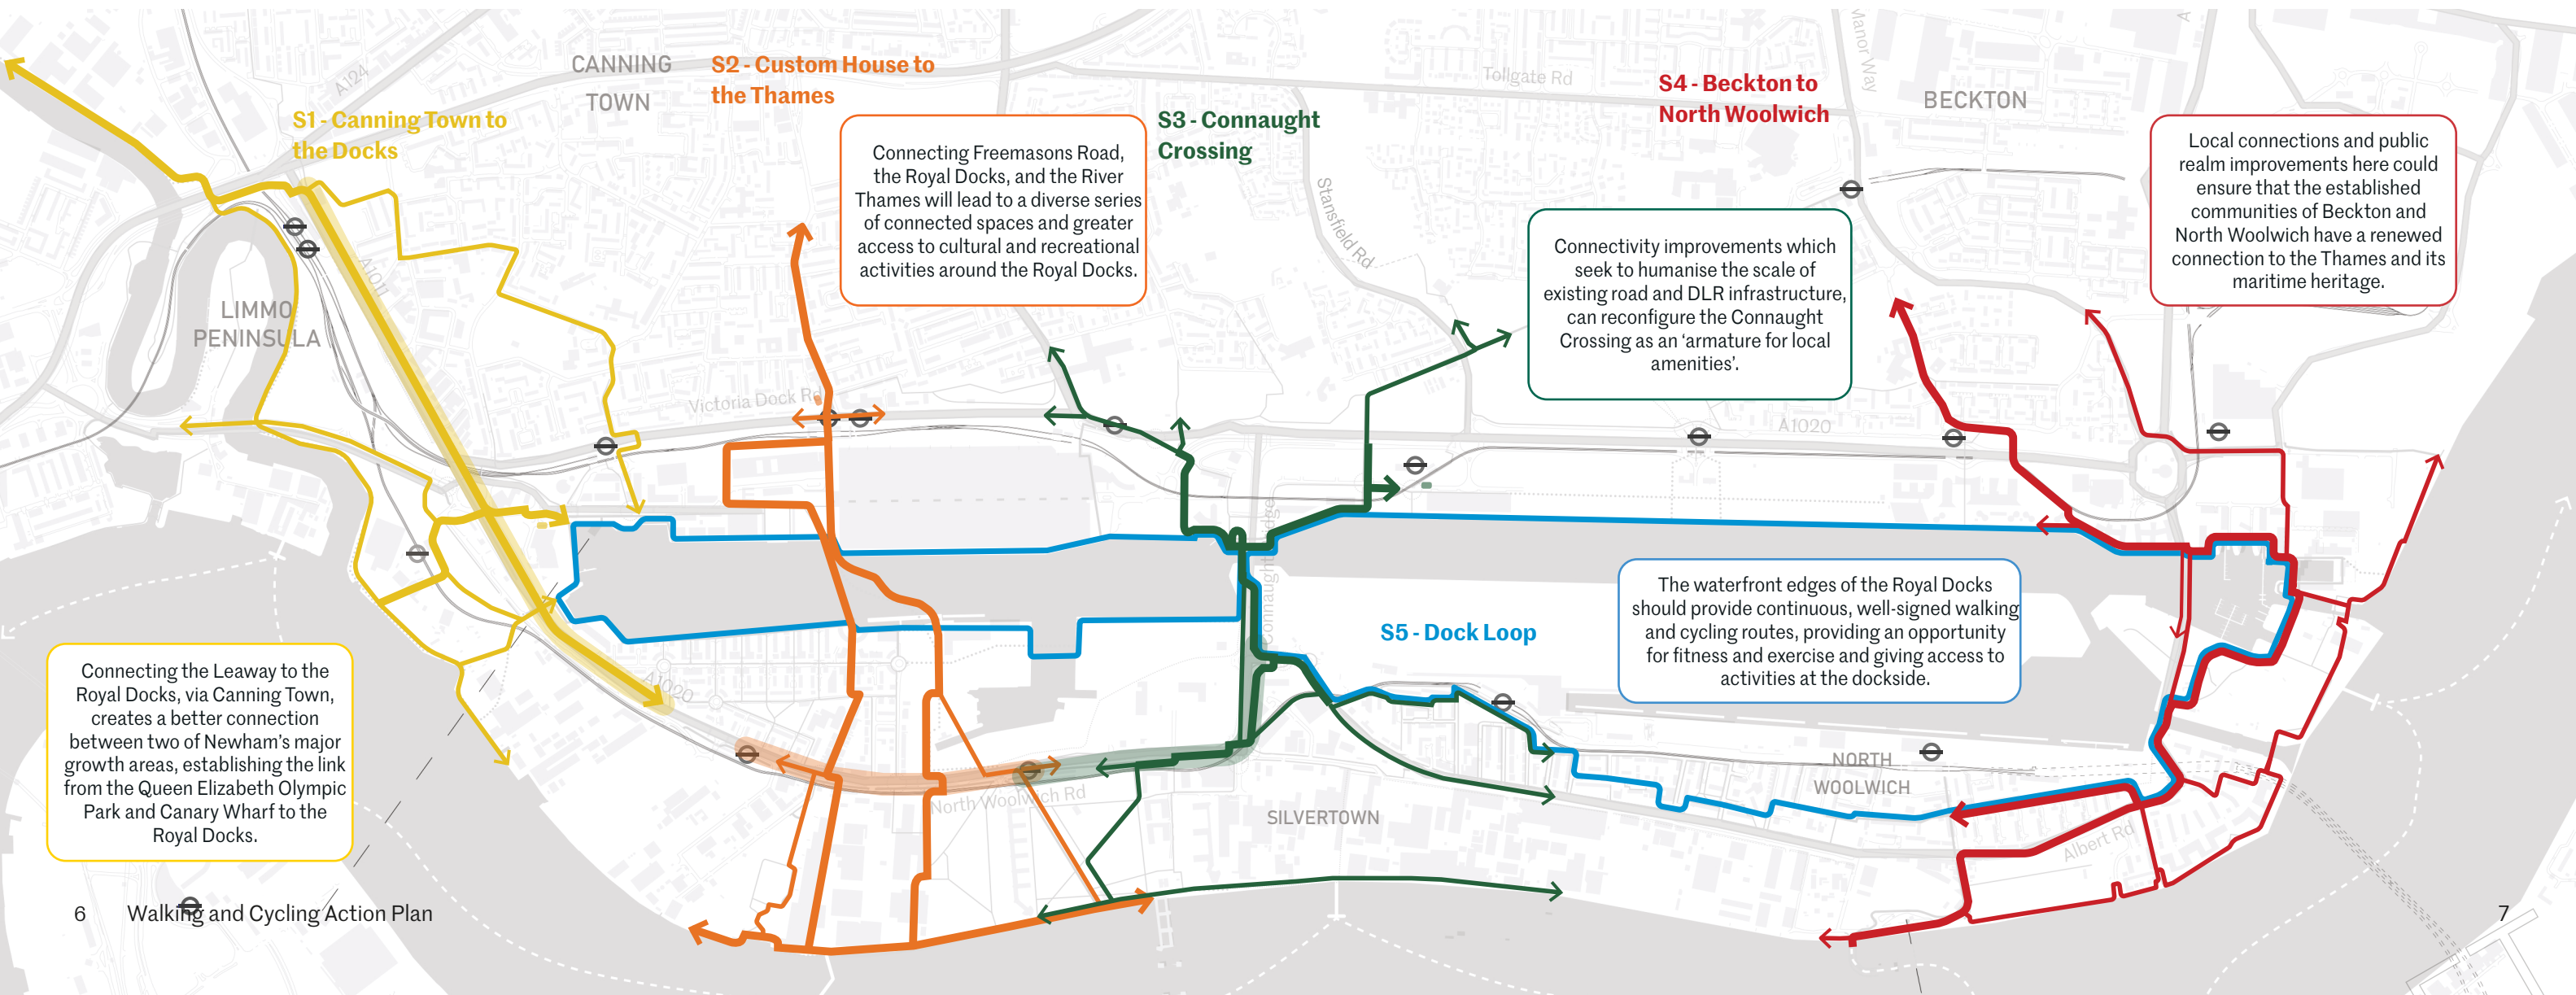 CANNING
TOWN
S2 - Custom House to
the Thames
S1 - Canning Town to
the Docks
A124
S3 - Connaught
Crossing
Tollgate Rd
S4 - Beckton to
North Woolwich
Manor Way
BECKTON
A
Connecting Freemasons Road,
the Royal Docks, and the River
Thames will lead to a diverse series
of connected spaces and greater
access to cultural and recreational
activities around the Royal Docks.
Local connections and public
realm improvements here could
ensure that the established
communities of Beckton and
North Woolwich have a renewed
connection to the Thames and its
maritime heritage.
Stansfield Rd
Connectivity improvements which
seek to humanise the scale of
existing road and DLR infrastructure,
can reconfigure the Connaught
Crossing as an ‘armature for local
amenities’.
A1011
LIMMO
PENINSULA
Victoria Dock Rd
A1020
Connaught Bridge
S5 - Dock Loop
The waterfront edges of the Royal Docks
should provide continuous, well-signed walking
and cycling routes, providing an opportunity
for fitness and exercise and giving access to
activities at the dockside.
Connecting the Leaway to the
Royal Docks, via Canning Town,
creates a better connection
between two of Newham’s major
growth areas, establishing the link
from the Queen Elizabeth Olympic
Park and Canary Wharf to the
Royal Docks.
A1020
North Woolwich Rd
SILVERTOWN
NORTH
WOOLWICH
Albert Rd
6 Walking and Cycling Action Plan
7